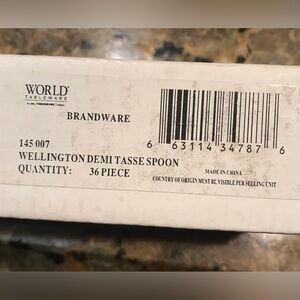 WORLD
TABLEWARE
BRANDWARE
6 63114 34787 6
145 007
WELLINGTON DEMI TASSE SPOON
QUANTITY: 36 PIECE
MADE IN CHINA
COUNTRY OF ORIGIN MUST BE VISIBLE PER SELLING UNIT